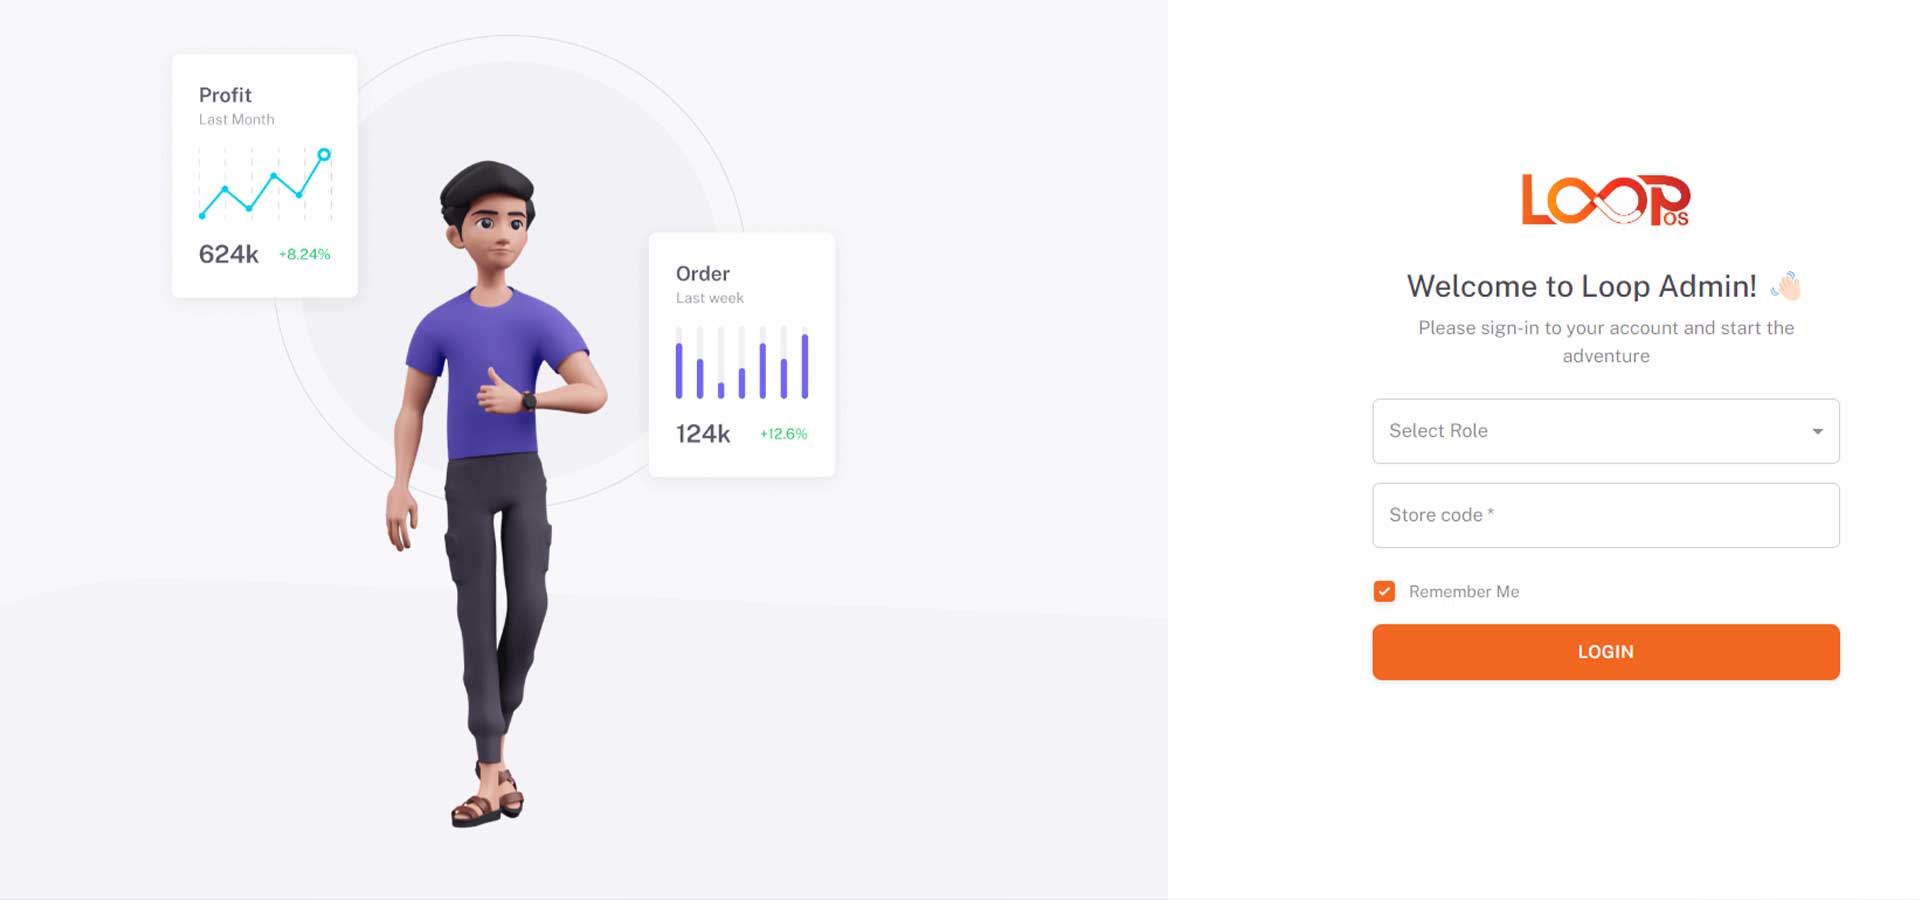 Profit
Last Month
624k +8.24%
Order
Last week
124k +12.6%
LOOP
OS
Welcome to Loop Admin! 👋🏻
Please sign-in to your account and start the
adventure
Select Role
Store code *
Remember Me
LOGIN